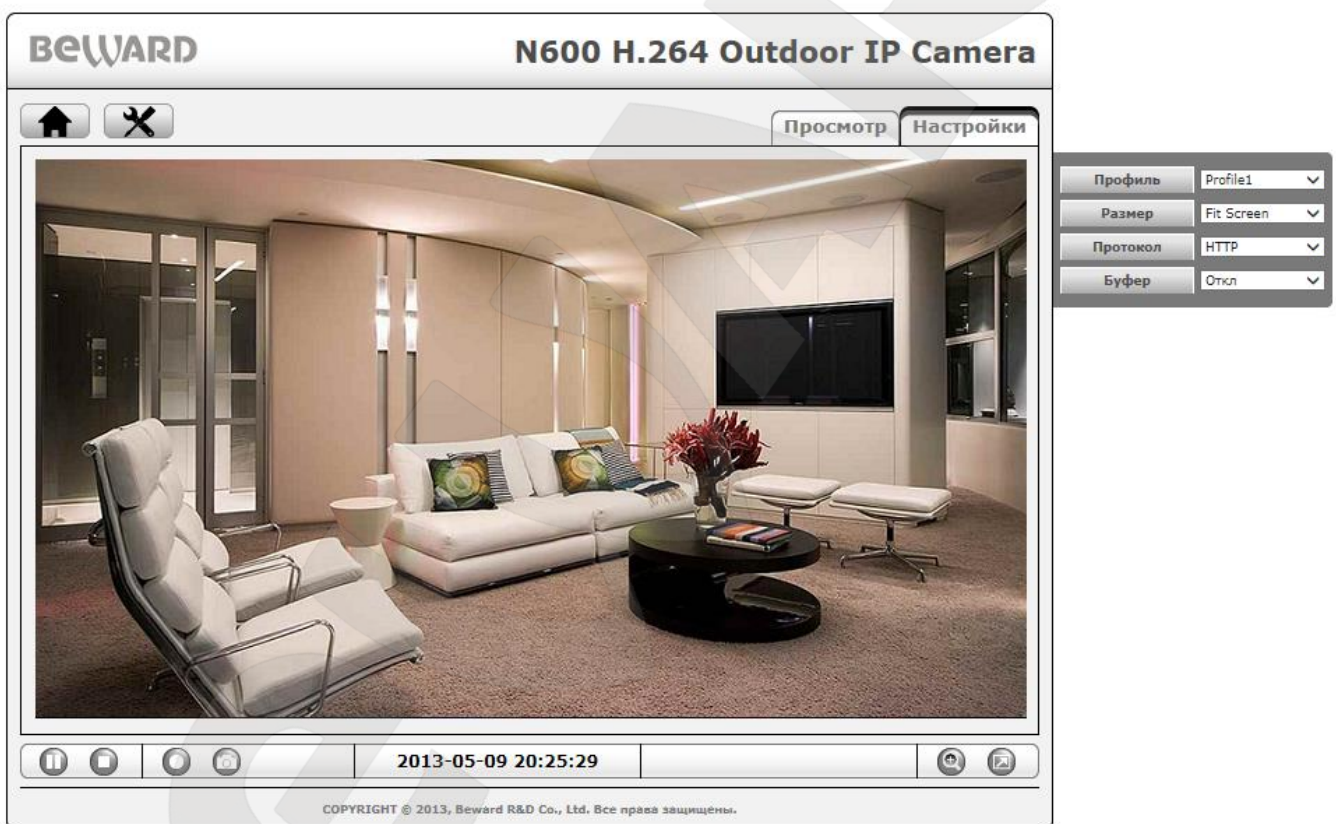 BEWARD
N600 H.264 Outdoor IP Camera
Просмотр Настройки
Профиль Profile1
Размер Fit Screen
Протокол HTTP
Буфер Откл
2013-05-09 20:25:29
COPYRIGHT © 2013, Beward R&D Co., Ltd. Все права защищены.